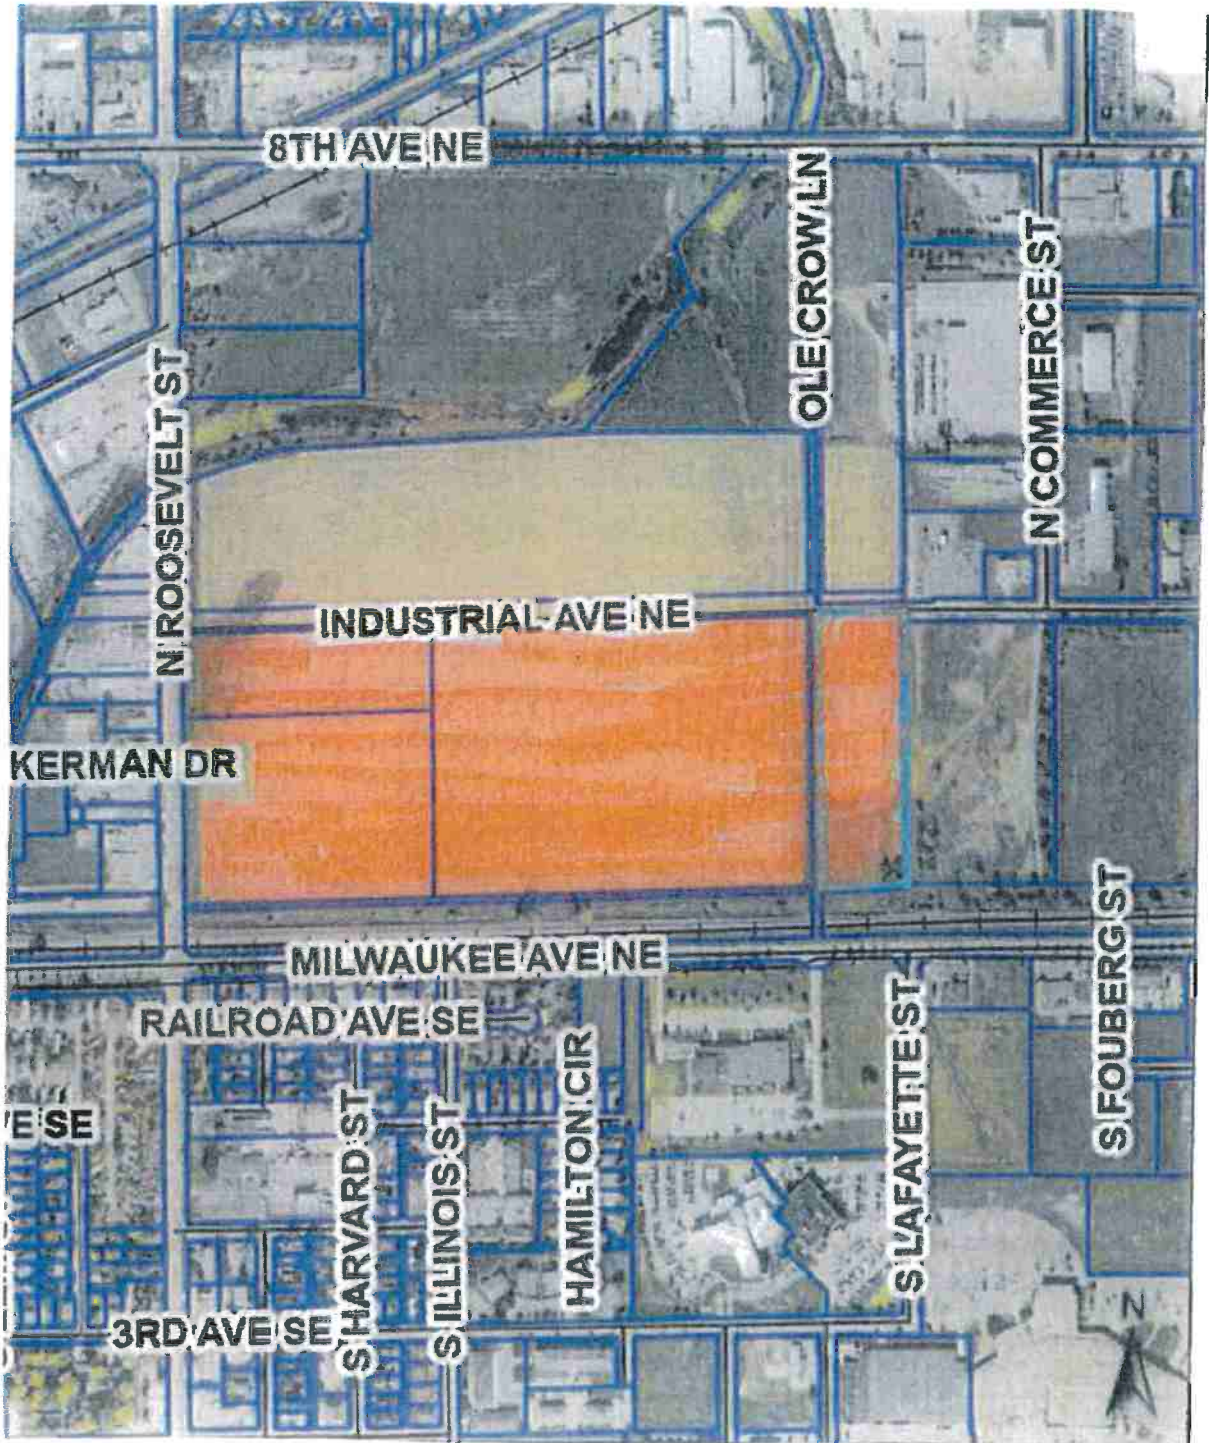 8TH AVE NE
OLE CROW LN
N COMMERCE ST
N ROOSEVELT ST
INDUSTRIAL AVE NE
KERMAN DR
MILWAUKEE AVE NE
RAILROAD AVE SE
S FOUBERG ST
S LAFAYETTE ST
HAMILTON CIR
S HARVARD ST
S ILLINOIS ST
E SE
3RD AVE SE
N